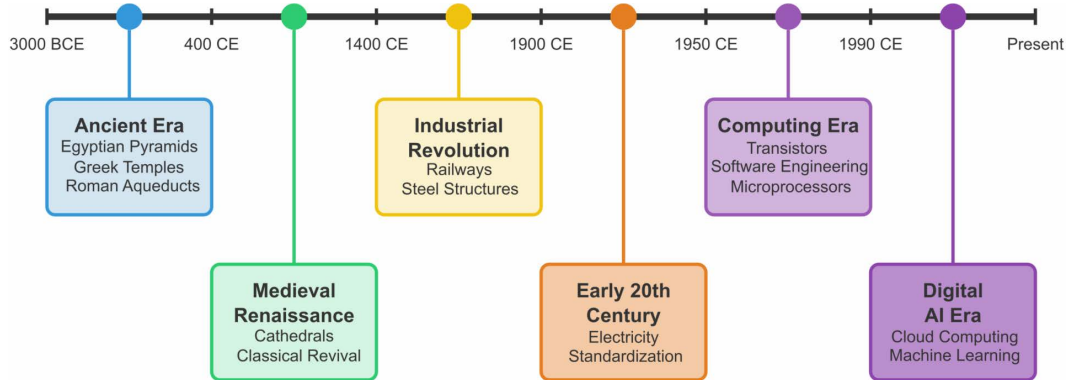 3000 BCE
400 CE
1400 CE
1900 CE
1950 CE
1990 CE
Present
Ancient Era
Egyptian Pyramids
Greek Temples
Roman Aqueducts
Industrial
Revolution
Railways
Steel Structures
Computing Era
Transistors
Software Engineering
Microprocessors
Medieval
Renaissance
Cathedrals
Classical Revival
Early 20th
Century
Electricity
Standardization
Digital
AI Era
Cloud Computing
Machine Learning